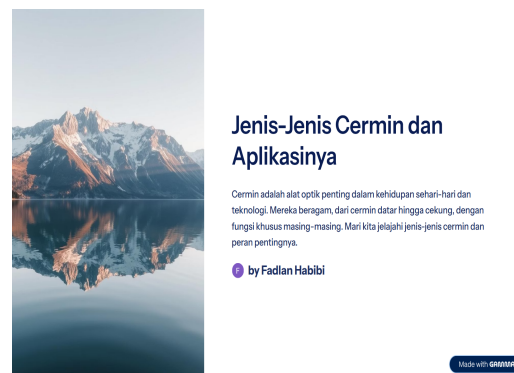 Jenis-Jenis Cermin dan
Aplikasinya
Cermin adalah alat optik penting dalam kehidupan sehari-hari dan
teknologi. Mereka beragam, dari cermin datar hingga cekung, dengan
fungsi khusus masing-masing. Mari kita jelajahi jenis-jenis cermin dan
peran pentingnya.
F by Fadlan Habibi
Made with GAMMA